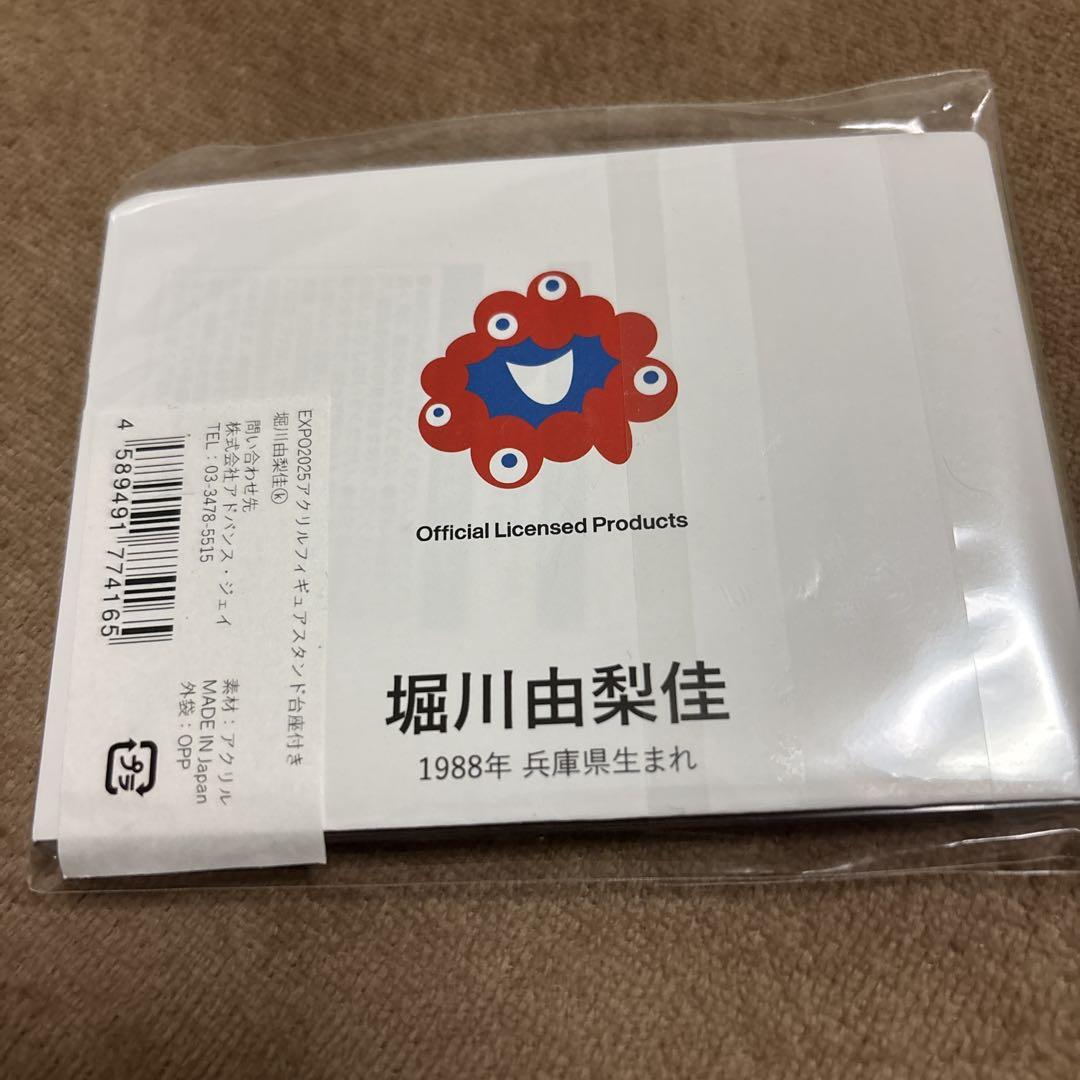 Official Licensed Products
堀川由梨佳
1988年 兵庫県生まれ
EXPO2025アクリルフィギュアスタンド台座付き
堀川由梨佳ⓚ
問い合わせ先
株式会社アドバンス・ジェイ
TEL：03-3478-5515
4 589491 774165
素材：アクリル
MADE IN Japan
外袋：OPP
プラ